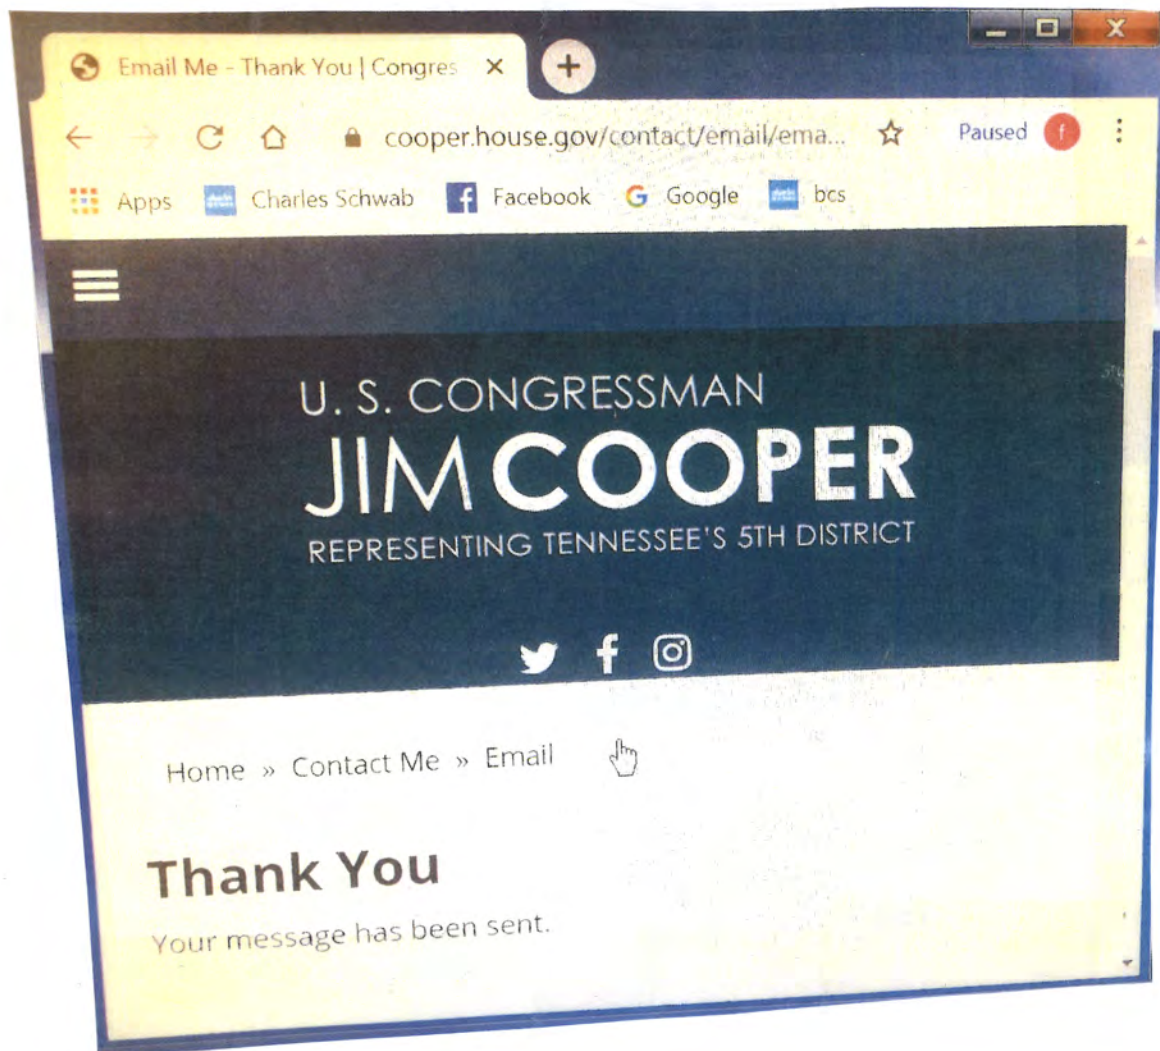 Email Me - Thank You | Congres
cooper.house.gov/contact/email/ema...
Paused
f
Apps
Charles Schwab
Facebook
Google
bcs
U. S. CONGRESSMAN
JIM COOPER
REPRESENTING TENNESSEE'S 5TH DISTRICT
Home » Contact Me » Email
Thank You
Your message has been sent.